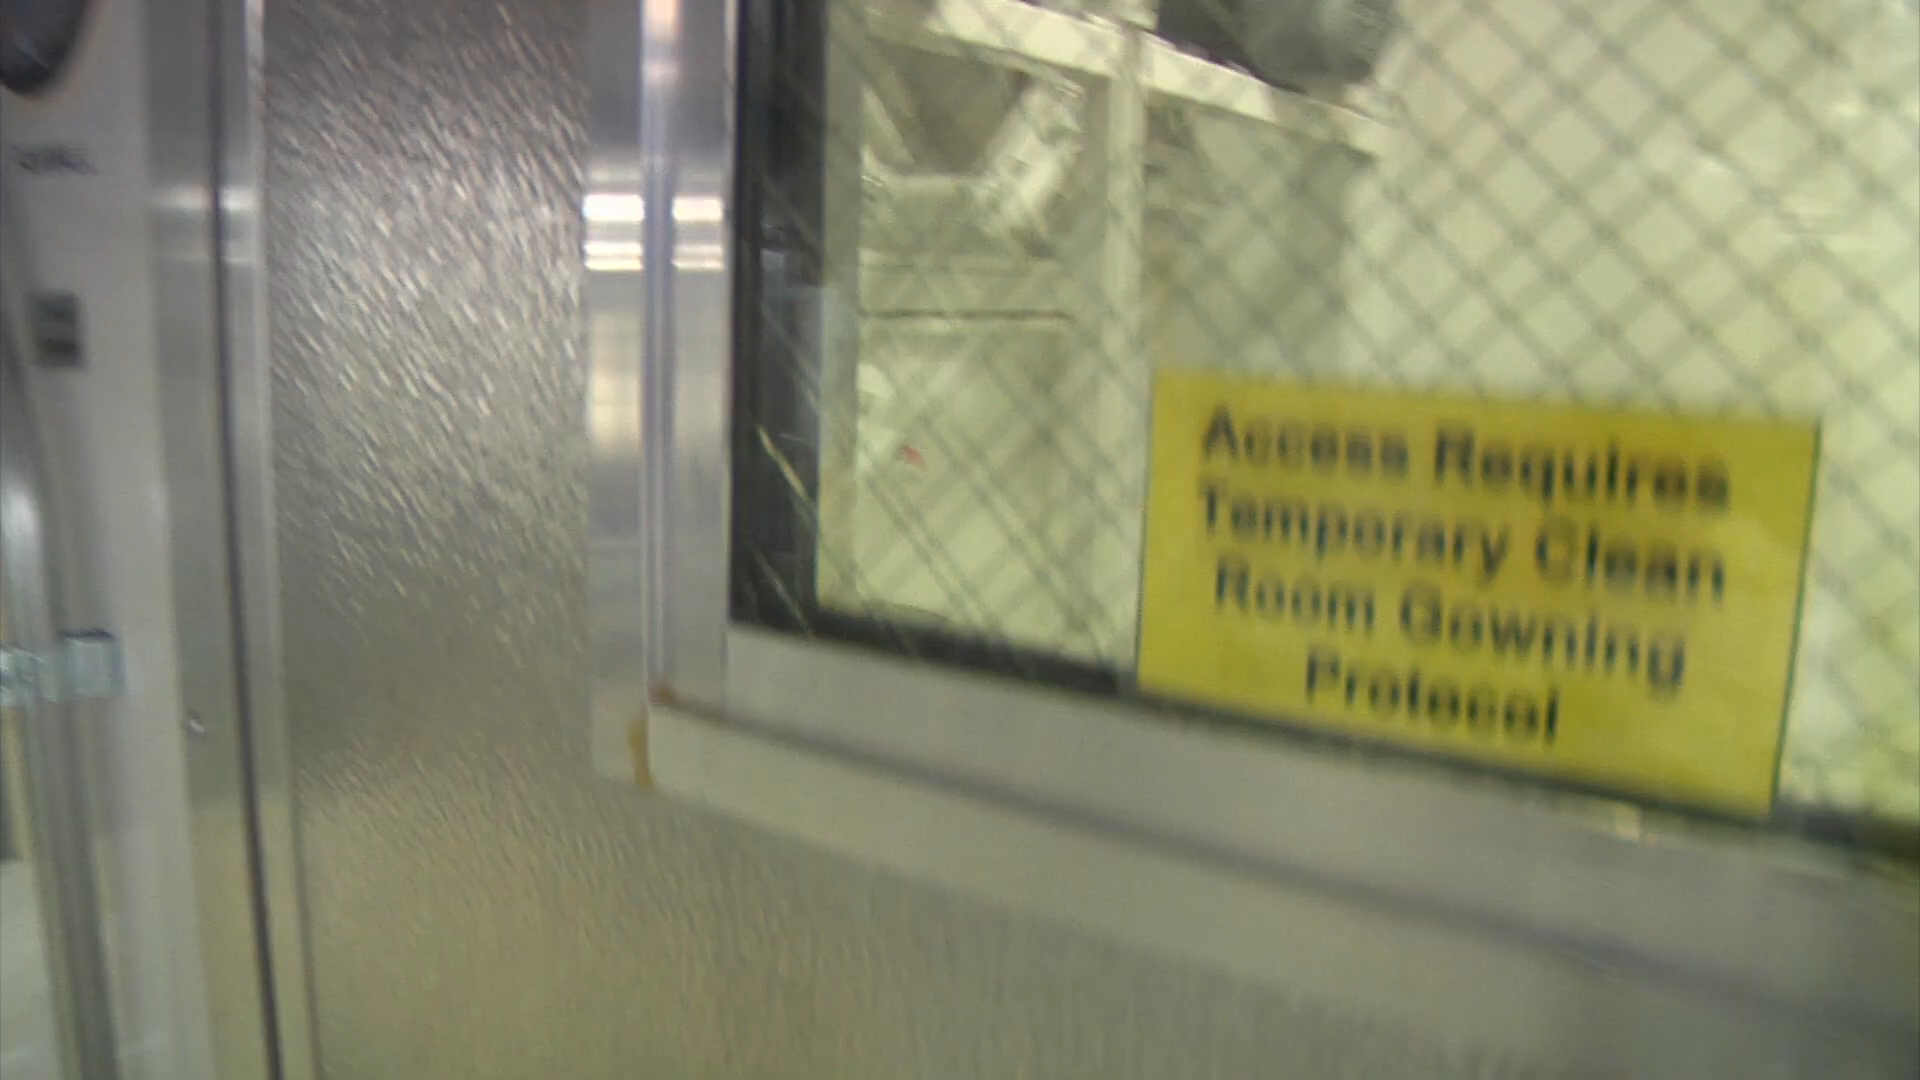 Access Requires
Temporary Clean
Room Gowning
Protocol